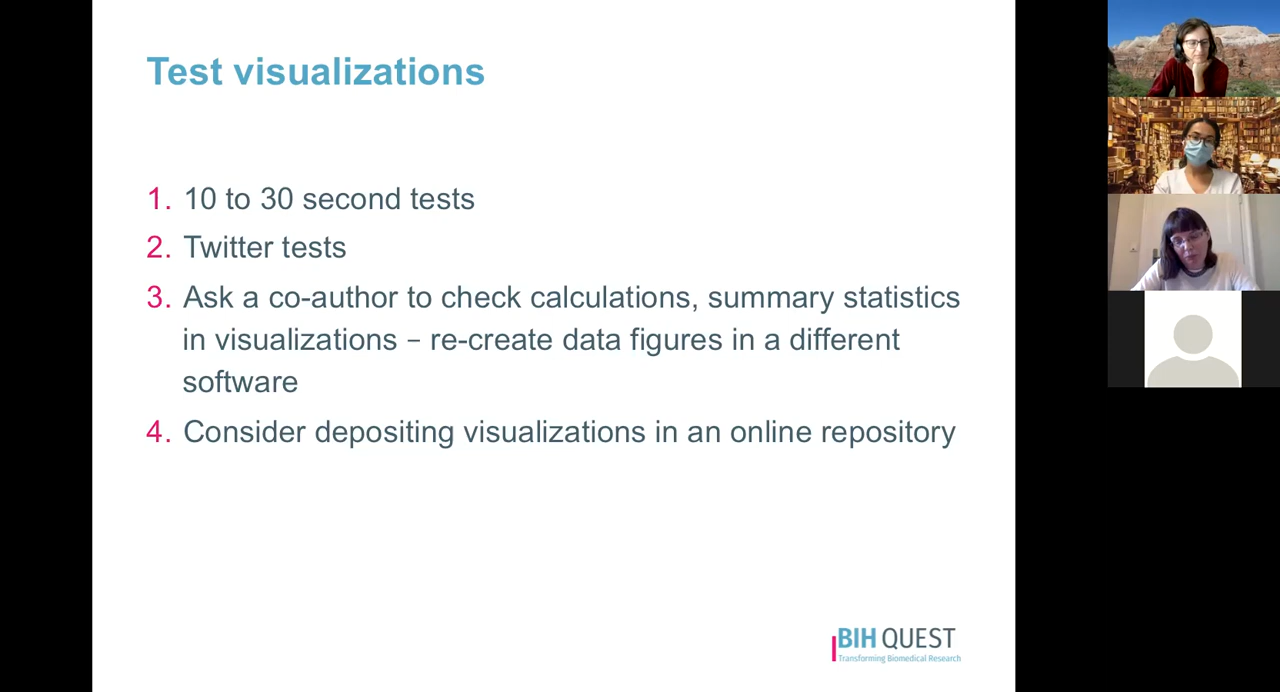 Test visualizations
1. 10 to 30 second tests
2. Twitter tests
3. Ask a co-author to check calculations, summary statistics
in visualizations – re-create data figures in a different
software
4. Consider depositing visualizations in an online repository
BIH QUEST
Transforming Biomedical Research